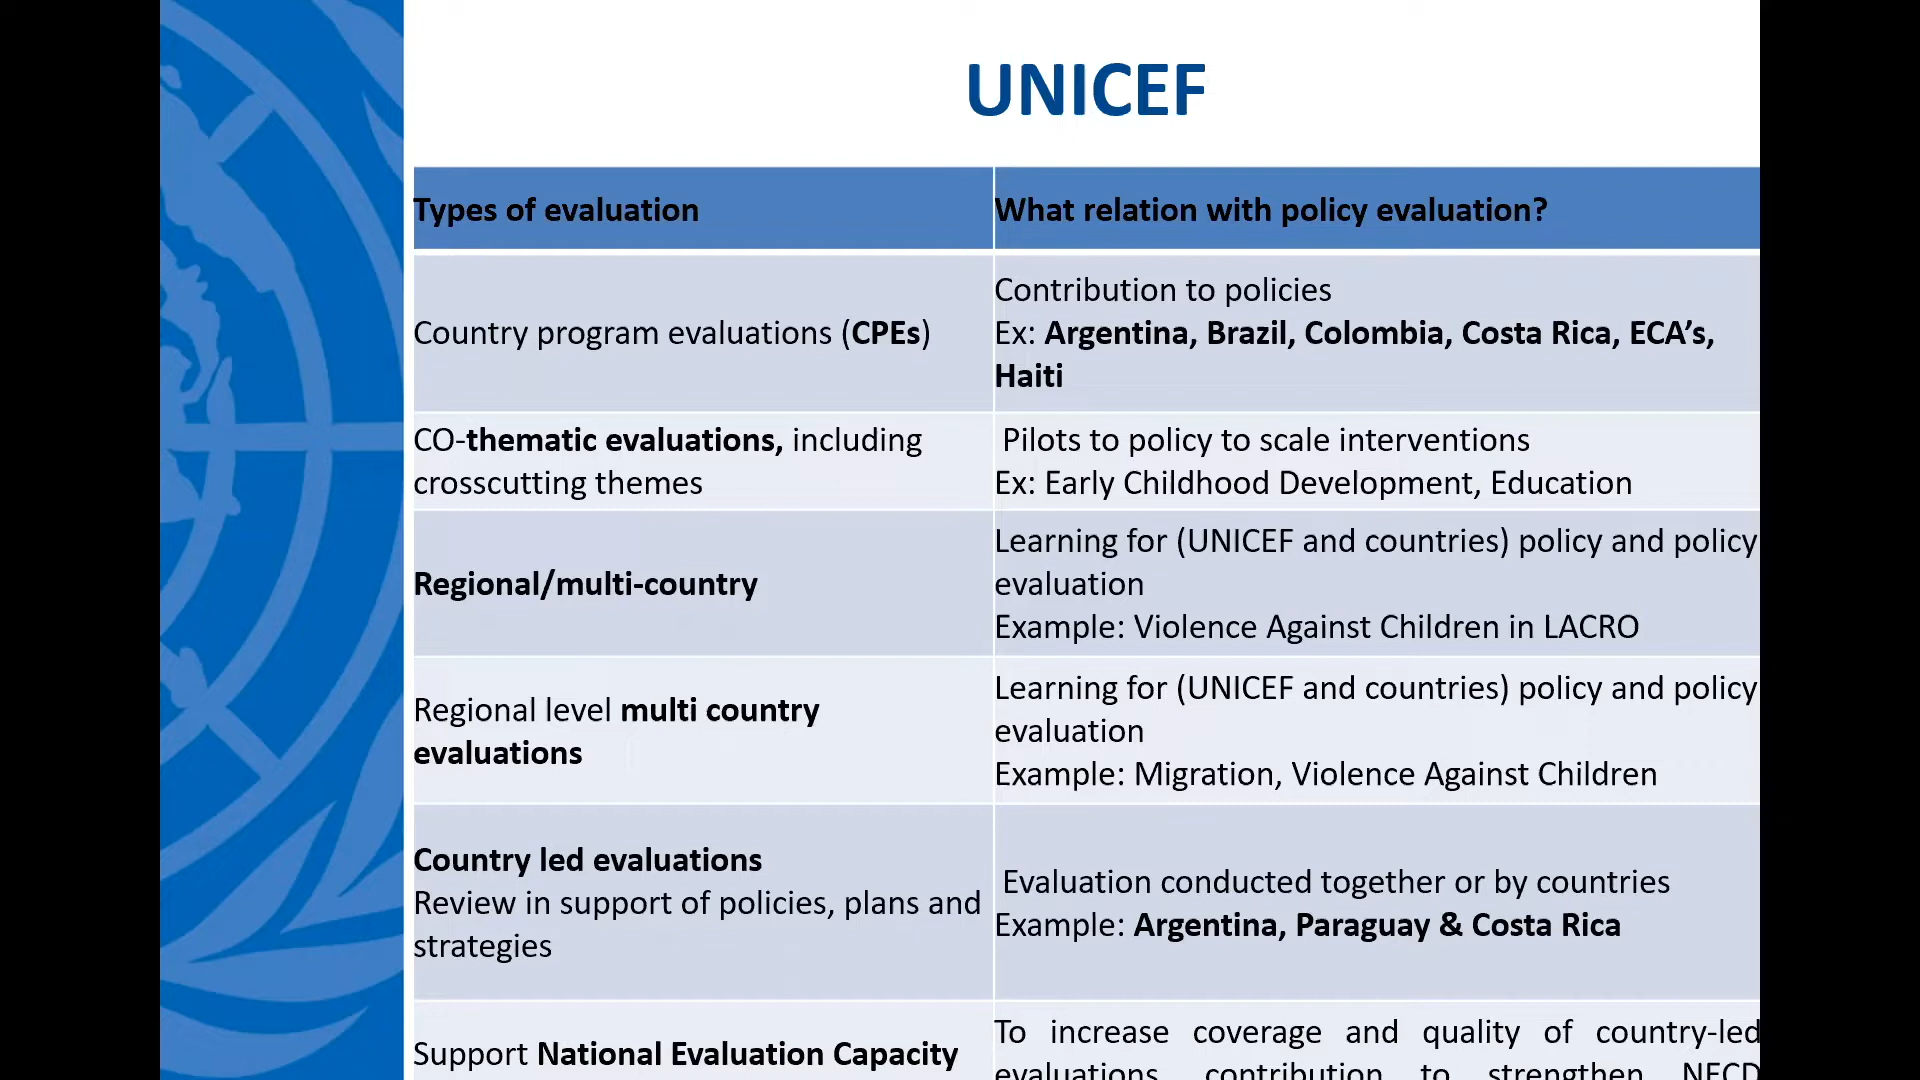 UNICEF
Types of evaluation
What relation with policy evaluation?
Country program evaluations (CPEs)
Contribution to policies
Ex: Argentina, Brazil, Colombia, Costa Rica, ECA’s,
Haiti
CO-thematic evaluations, including
crosscutting themes
Pilots to policy to scale interventions
Ex: Early Childhood Development, Education
Regional/multi-country
Learning for (UNICEF and countries) policy and policy
evaluation
Example: Violence Against Children in LACRO
Regional level multi country
evaluations
Learning for (UNICEF and countries) policy and policy
evaluation
Example: Migration, Violence Against Children
Country led evaluations
Review in support of policies, plans and
strategies
Evaluation conducted together or by countries
Example: Argentina, Paraguay & Costa Rica
Support National Evaluation Capacity
To increase coverage and quality of country-led
evaluations, contribution to strengthen NECD